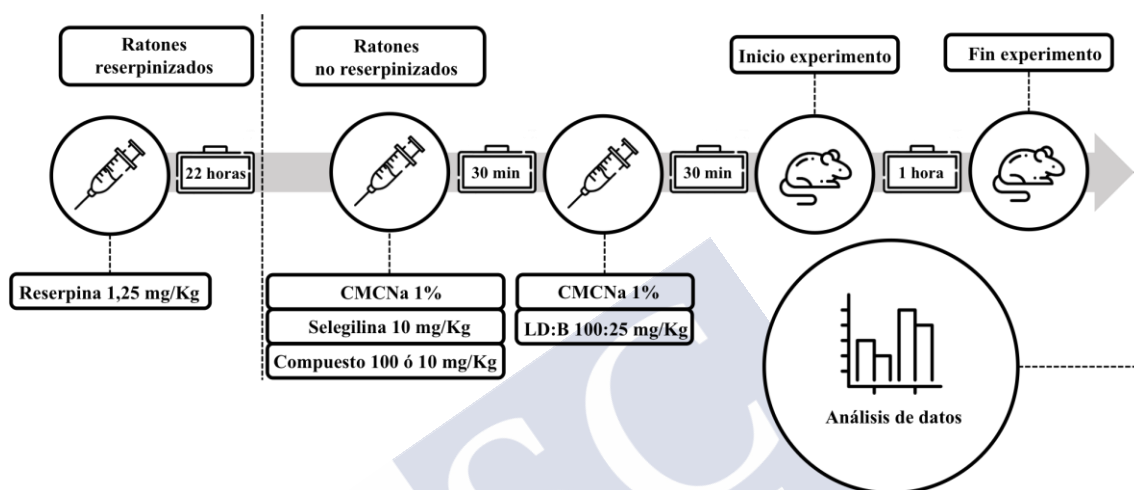 Ratones
reserpinizados
Ratones
no reserpinizados
Inicio experimento
Fin experimento
22 horas
30 min
30 min
1 hora
Reserpina 1,25 mg/Kg
CMCNa 1%
Selegilina 10 mg/Kg
Compuesto 100 ó 10 mg/Kg
CMCNa 1%
LD:B 100:25 mg/Kg
Análisis de datos